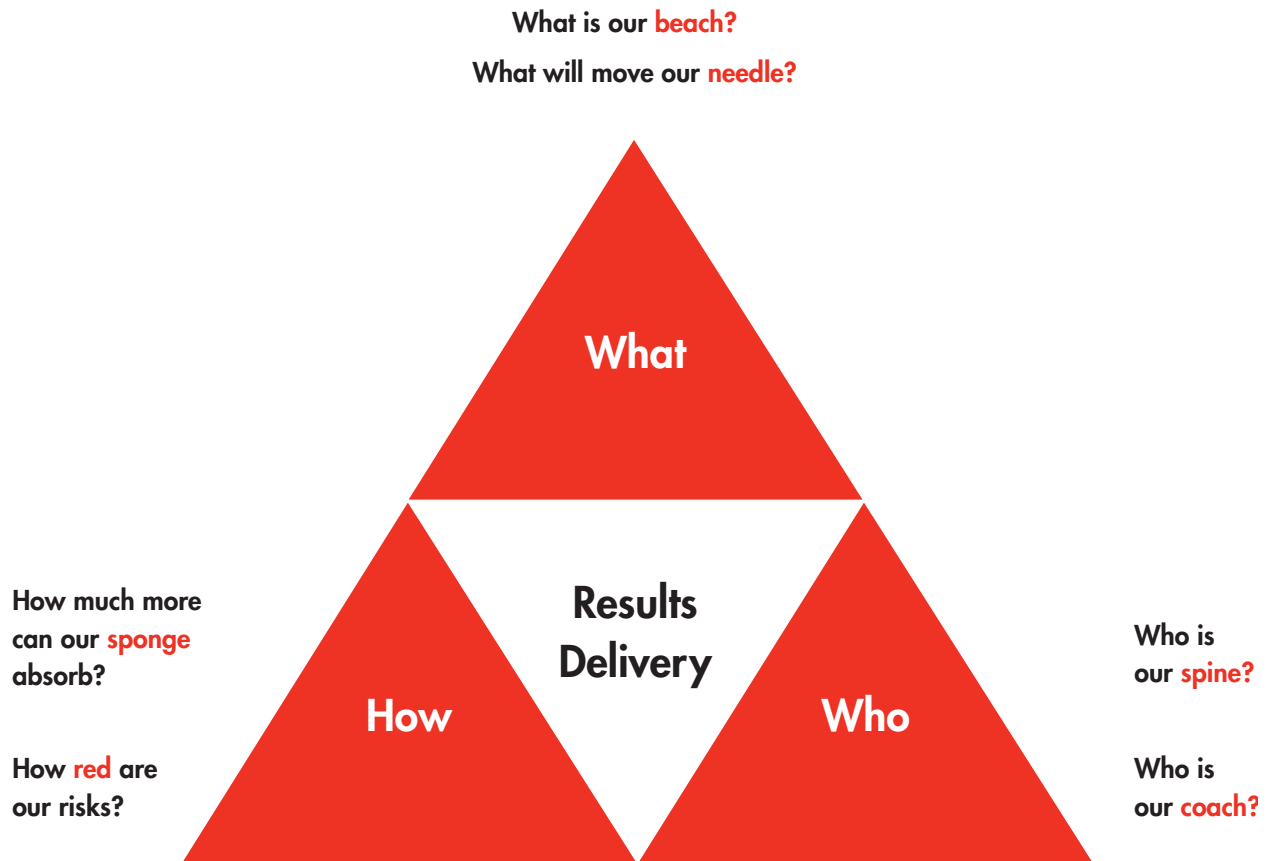 What is our beach?
What will move our needle?
What
Results
Delivery
How much more
can our sponge
absorb?
How red are
our risks?
How
Who
Who is
our spine?
Who is
our coach?